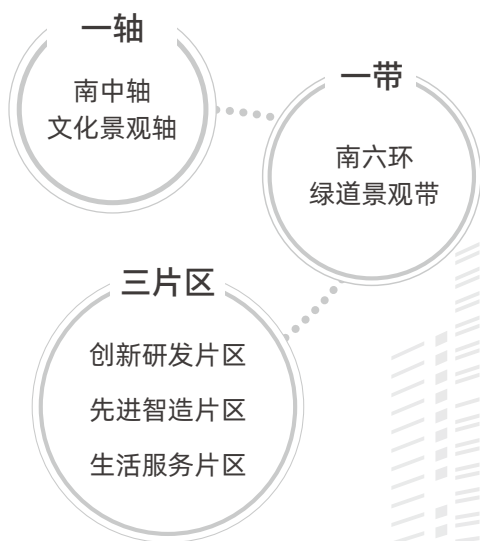 一轴
南中轴
文化景观轴
一带
南六环
绿道景观带
三片区
创新研发片区
先进智造片区
生活服务片区